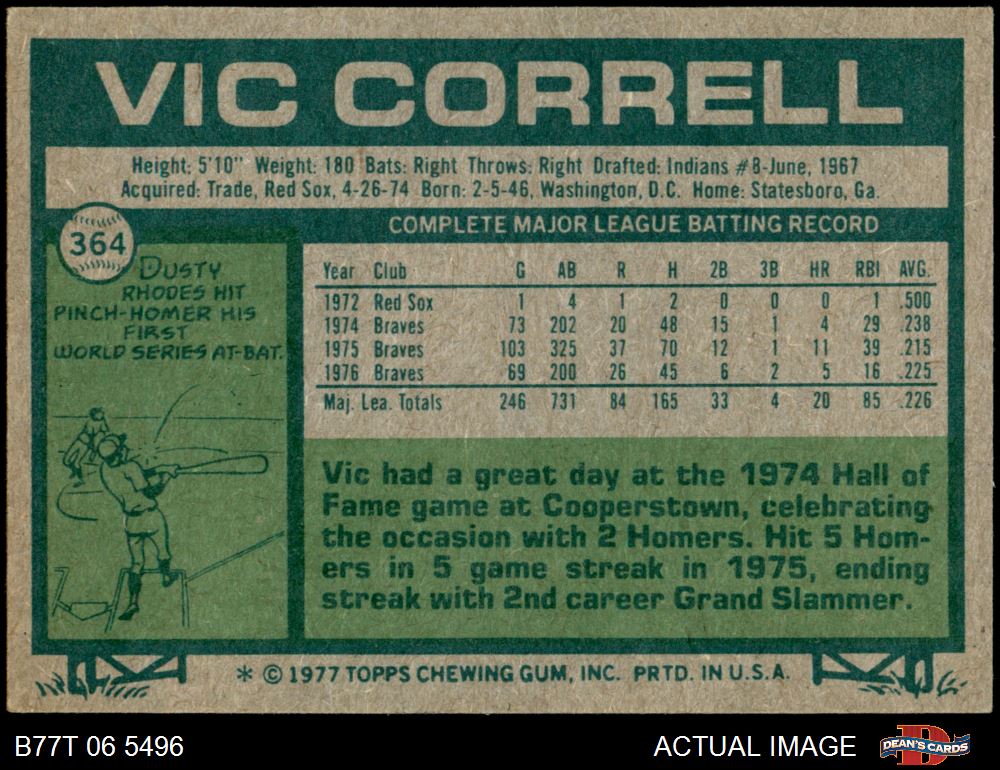 VIC CORRELL
Height: 5'10" Weight: 180 Bats: Right Throws: Right Drafted: Indians #8-June, 1967
Acquired: Trade, Red Sox, 4-26-74 Born: 2-5-46, Washington, D.C. Home: Statesboro, Ga.
364
DUSTY
RHODES HIT
PINCH-HOMER HIS
FIRST
WORLD SERIES AT-BAT.
COMPLETE MAJOR LEAGUE BATTING RECORD
Year Club G AB R H 2B 3B HR RBI AVG.
1972 Red Sox 1 4 1 2 0 0 0 1 .500
1974 Braves 73 202 20 48 15 1 4 29 .238
1975 Braves 103 325 37 70 12 1 11 39 .215
1976 Braves 69 200 26 45 6 2 5 16 .225
Maj. Lea. Totals 246 731 84 165 33 4 20 85 .226
Vic had a great day at the 1974 Hall of
Fame game at Cooperstown, celebrating
the occasion with 2 Homers. Hit 5 Hom-
ers in 5 game streak in 1975, ending
streak with 2nd career Grand Slammer.
* © 1977 TOPPS CHEWING GUM, INC. PRTD. IN U.S.A.
B77T 06 5496
ACTUAL IMAGE
D
DEAN'S CARDS